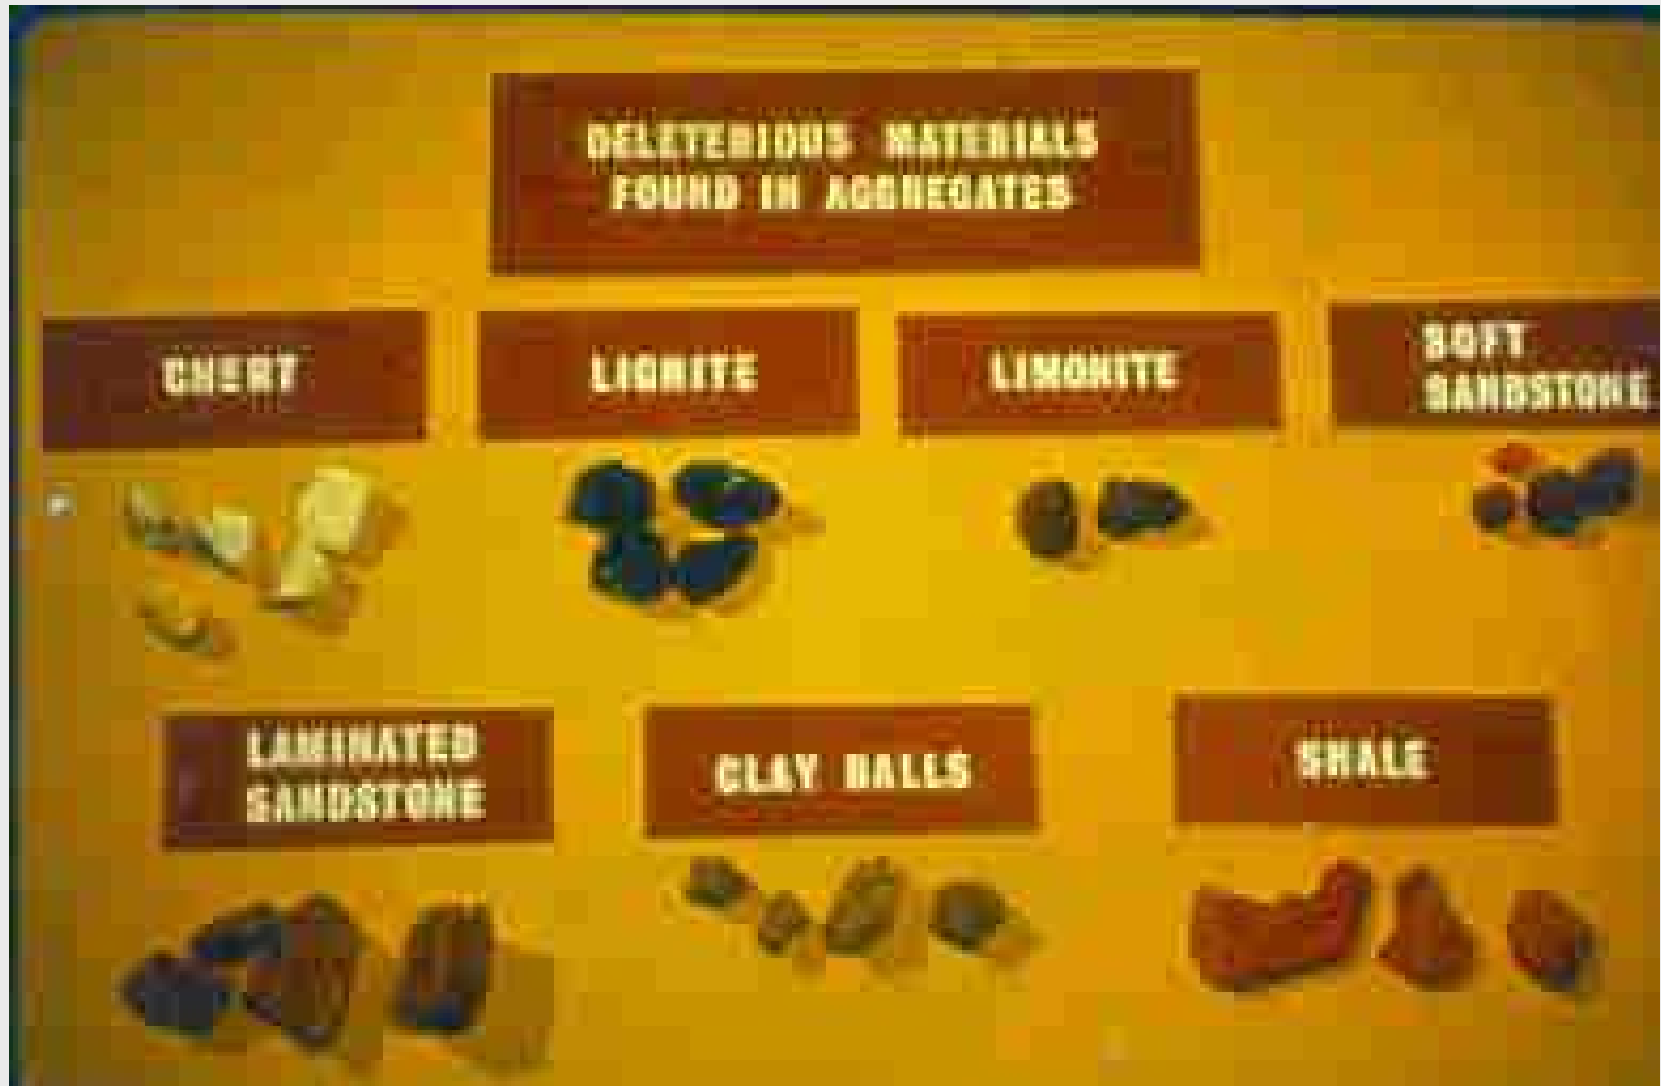 DELETERIOUS MATERIALS
FOUND IN AGGREGATES
CHERT
LIGNITE
LIMONITE
SOFT
SANDSTONE
LAMINATED
SANDSTONE
CLAY BALLS
SHALE